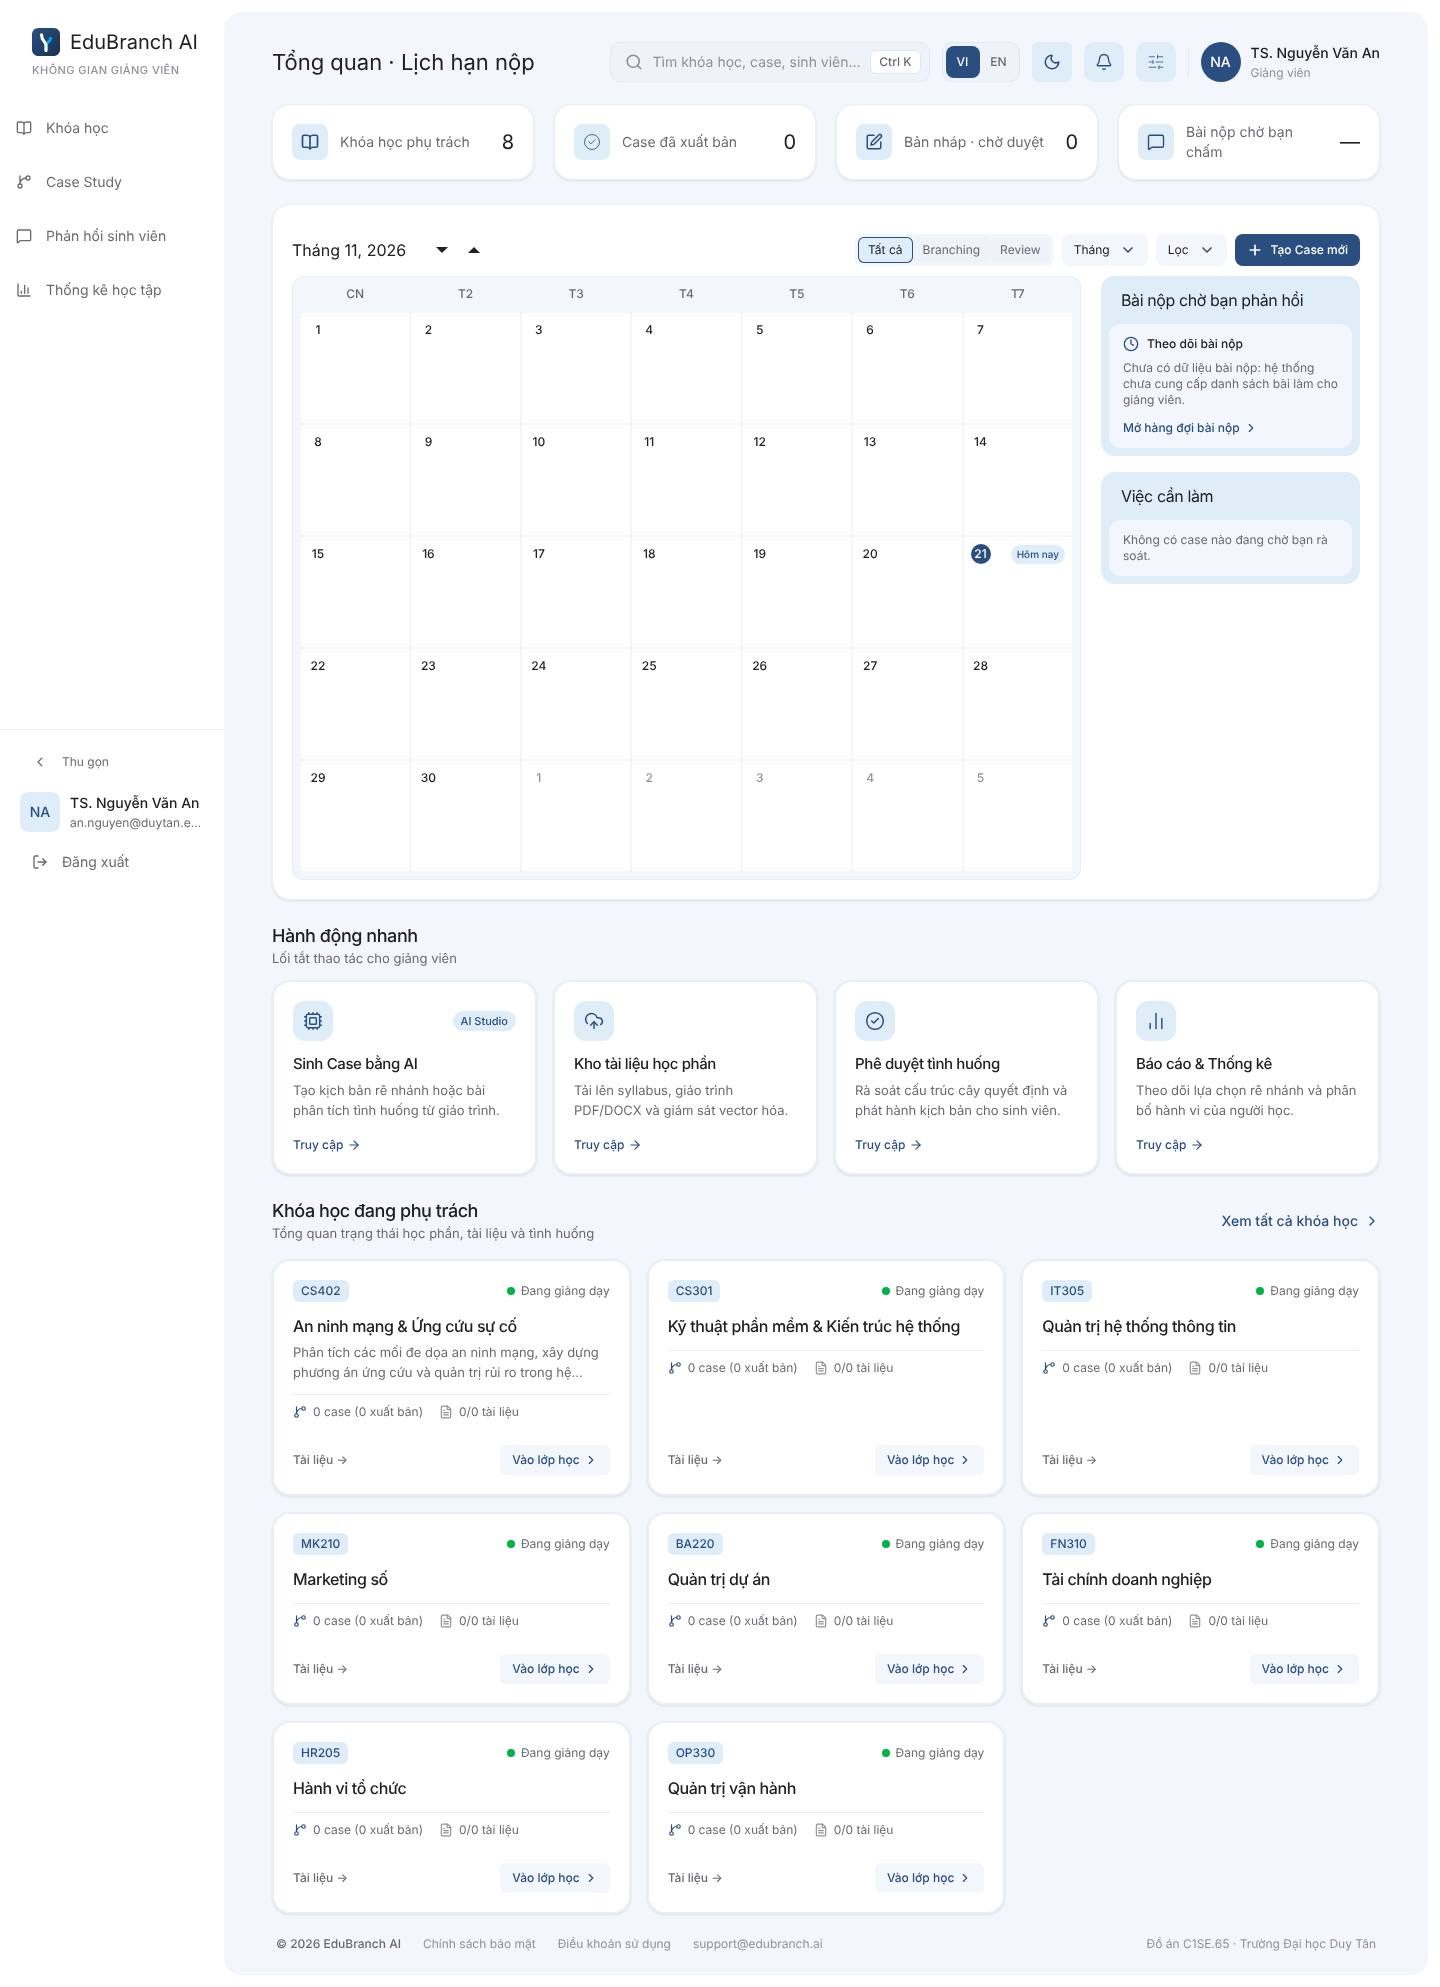 EduBranch AI
KHÔNG GIAN GIẢNG VIÊN
Khóa học
Case Study
Phản hồi sinh viên
Thống kê học tập
Thu gọn
NA
TS. Nguyễn Văn An
an.nguyen@duytan.e...
Đăng xuất
Tổng quan · Lịch hạn nộp
Tìm khóa học, case, sinh viên... Ctrl K
VI EN
NA
TS. Nguyễn Văn An
Giảng viên
Khóa học phụ trách 8
Case đã xuất bản 0
Bản nháp · chờ duyệt 0
Bài nộp chờ bạn
chấm —
Tháng 11, 2026
Tất cả Branching Review Tháng Lọc Tạo Case mới
CN T2 T3 T4 T5 T6 T7
1 2 3 4 5 6 7
8 9 10 11 12 13 14
15 16 17 18 19 20 21 Hôm nay
22 23 24 25 26 27 28
29 30 1 2 3 4 5
Bài nộp chờ bạn phản hồi
Theo dõi bài nộp
Chưa có dữ liệu bài nộp: hệ thống
chưa cung cấp danh sách bài làm cho
giảng viên.
Mở hàng đợi bài nộp
Việc cần làm
Không có case nào đang chờ bạn rà
soát.
Hành động nhanh
Lối tắt thao tác cho giảng viên
AI Studio
Sinh Case bằng AI
Tạo kịch bản rẽ nhánh hoặc bài
phân tích tình huống từ giáo trình.
Truy cập →
Kho tài liệu học phần
Tải lên syllabus, giáo trình
PDF/DOCX và giám sát vector hóa.
Truy cập →
Phê duyệt tình huống
Rà soát cấu trúc cây quyết định và
phát hành kịch bản cho sinh viên.
Truy cập →
Báo cáo & Thống kê
Theo dõi lựa chọn rẽ nhánh và phân
bố hành vi của người học.
Truy cập →
Khóa học đang phụ trách
Tổng quan trạng thái học phần, tài liệu và tình huống
Xem tất cả khóa học
CS402 Đang giảng dạy
An ninh mạng & Ứng cứu sự cố
Phân tích các mối đe dọa an ninh mạng, xây dựng
phương án ứng cứu và quản trị rủi ro trong hệ...
0 case (0 xuất bản) 0/0 tài liệu
Tài liệu → Vào lớp học
CS301 Đang giảng dạy
Kỹ thuật phần mềm & Kiến trúc hệ thống
0 case (0 xuất bản) 0/0 tài liệu
Tài liệu → Vào lớp học
IT305 Đang giảng dạy
Quản trị hệ thống thông tin
0 case (0 xuất bản) 0/0 tài liệu
Tài liệu → Vào lớp học
MK210 Đang giảng dạy
Marketing số
0 case (0 xuất bản) 0/0 tài liệu
Tài liệu → Vào lớp học
BA220 Đang giảng dạy
Quản trị dự án
0 case (0 xuất bản) 0/0 tài liệu
Tài liệu → Vào lớp học
FN310 Đang giảng dạy
Tài chính doanh nghiệp
0 case (0 xuất bản) 0/0 tài liệu
Tài liệu → Vào lớp học
HR205 Đang giảng dạy
Hành vi tổ chức
0 case (0 xuất bản) 0/0 tài liệu
Tài liệu → Vào lớp học
OP330 Đang giảng dạy
Quản trị vận hành
0 case (0 xuất bản) 0/0 tài liệu
Tài liệu → Vào lớp học
© 2026 EduBranch AI Chính sách bảo mật Điều khoản sử dụng support@edubranch.ai Đồ án C1SE.65 · Trường Đại học Duy Tân